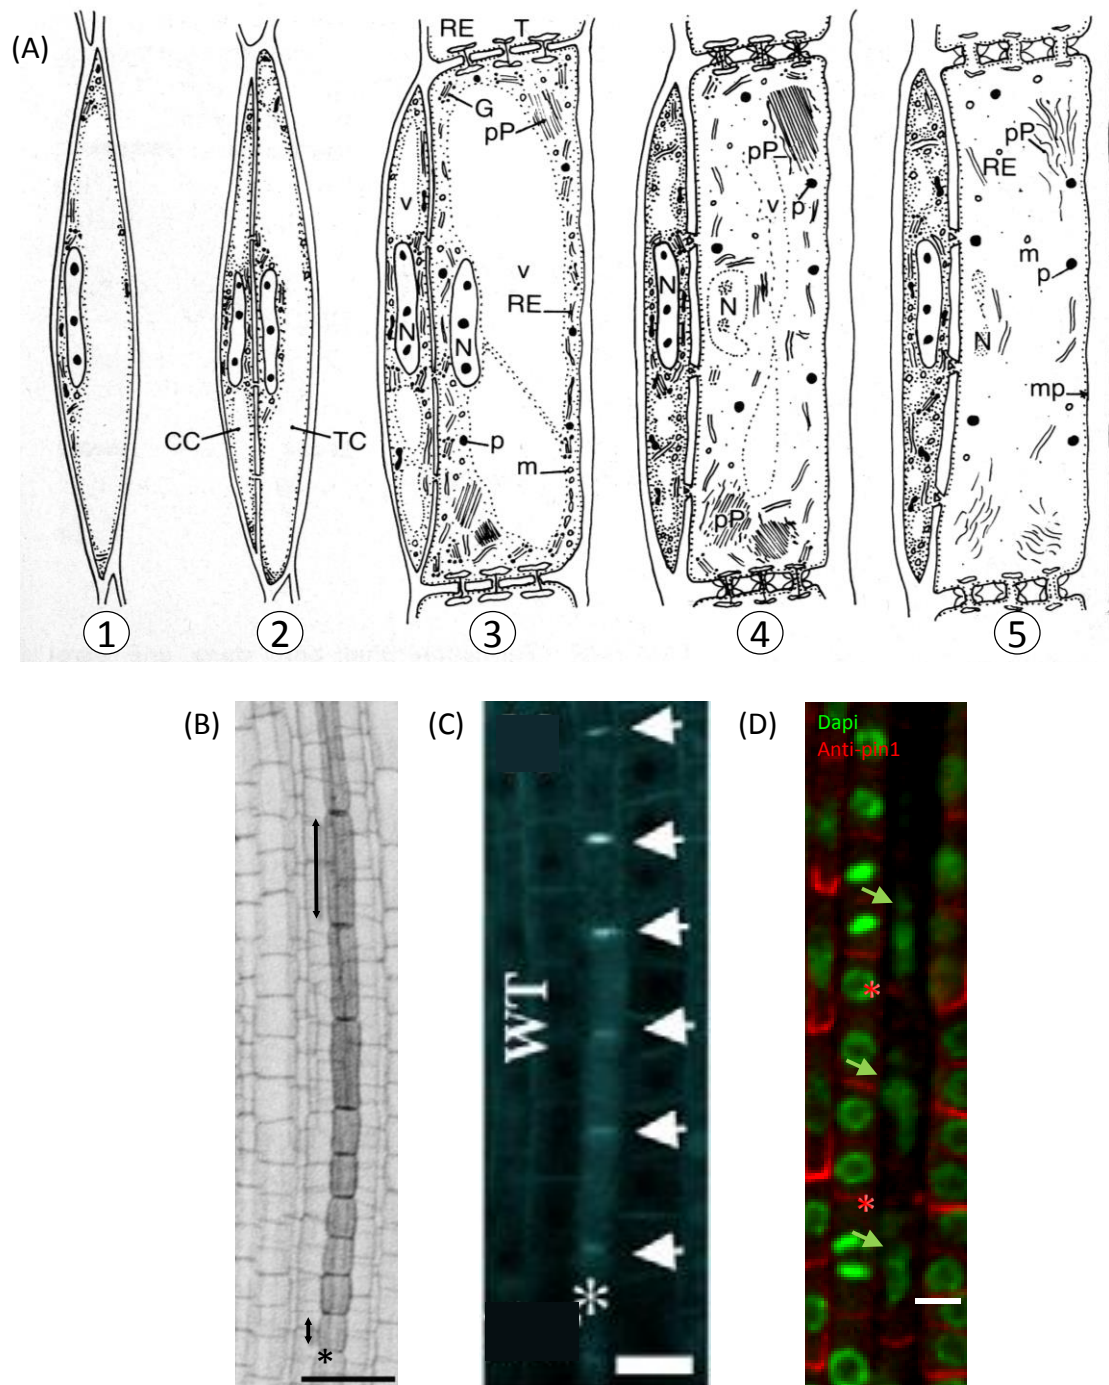 (A)
RE T
G
pP
v
v
RE
N
N
p
m
CC
TC
pP
v
p
N
N
pP
pP
RE
m
p
N
mp
1
2
3
4
5
(B)
*
(C)
WT
*
(D)
Dapi
Anti-pin1
*
*